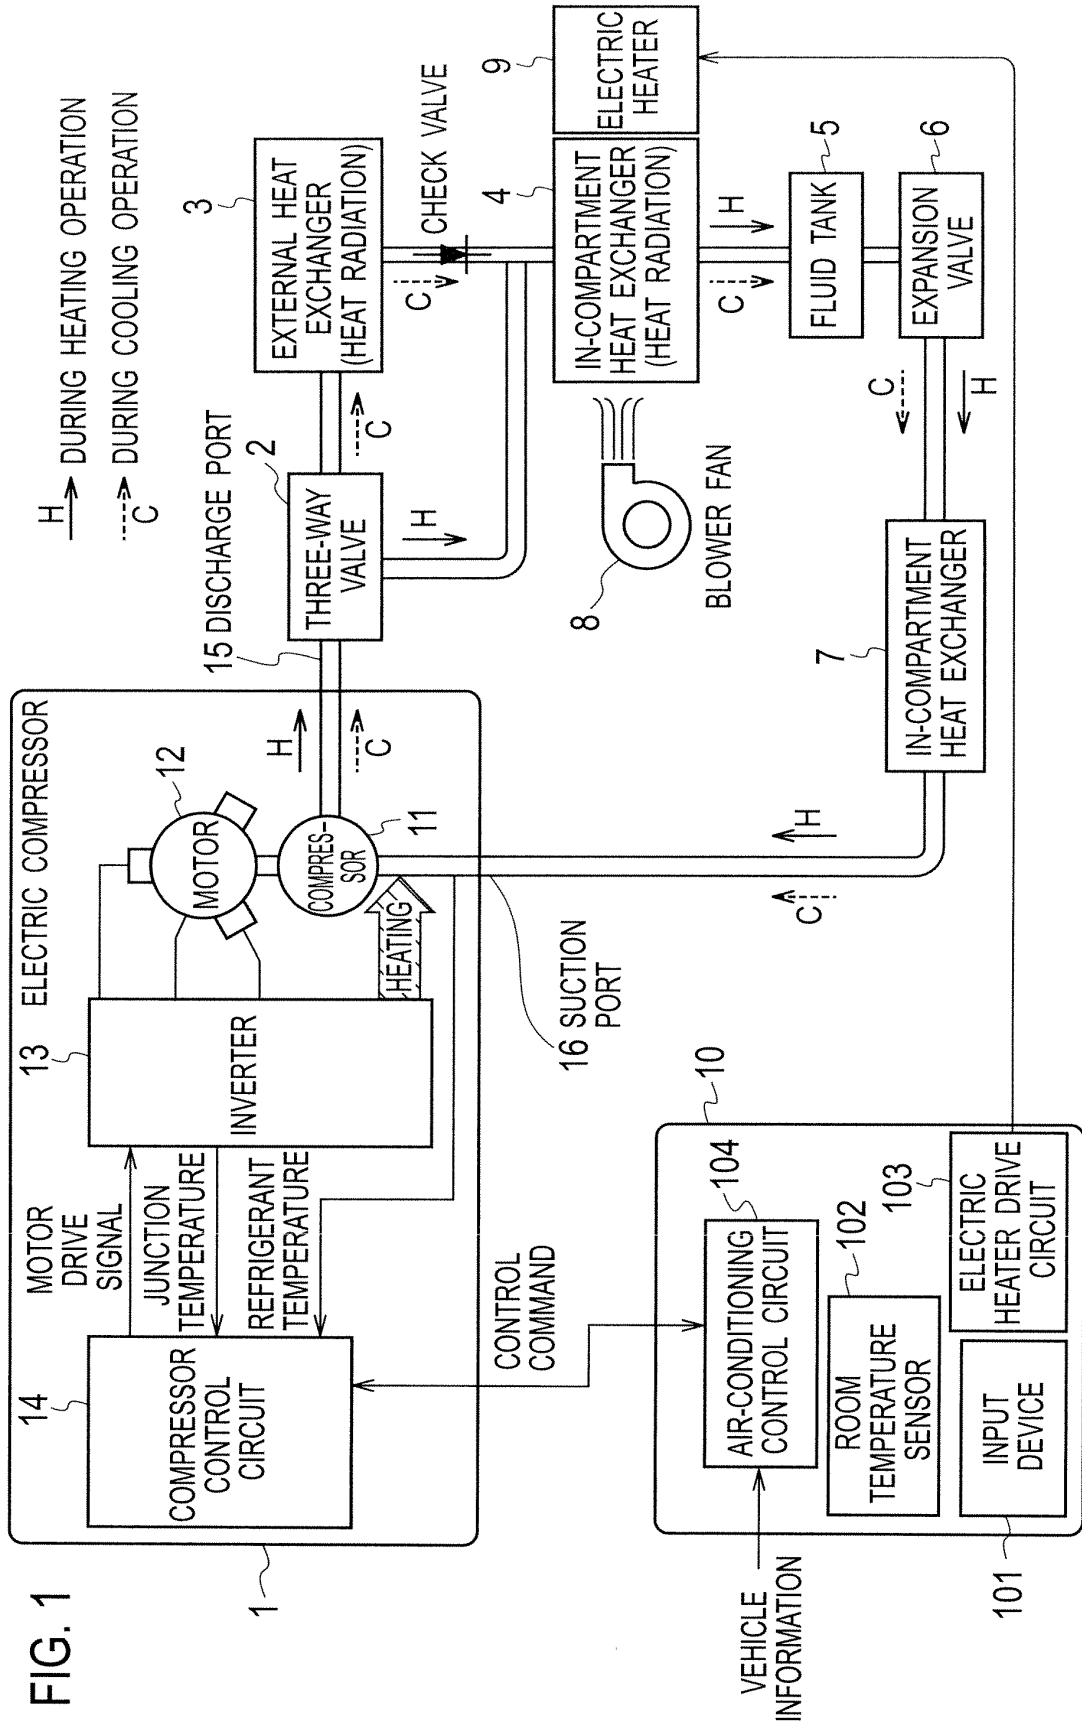 FIG. 1
H
DURING HEATING OPERATION
C
DURING COOLING OPERATION
1
ELECTRIC COMPRESSOR
14
COMPRESSOR
CONTROL
CIRCUIT
MOTOR
DRIVE
SIGNAL
JUNCTION
TEMPERATURE
REFRIGERANT
TEMPERATURE
13
INVERTER
HEATING
12
MOTOR
11
COMPRES-
SOR
H
C
15 DISCHARGE PORT
16 SUCTION
PORT
2
THREE-WAY
VALVE
H
C
3
EXTERNAL HEAT
EXCHANGER
(HEAT RADIATION)
C
CHECK VALVE
4
IN-COMPARTMENT
HEAT EXCHANGER
(HEAT RADIATION)
9
ELECTRIC
HEATER
8
BLOWER FAN
C
H
5
FLUID TANK
6
EXPANSION
VALVE
C
H
7
IN-COMPARTMENT
HEAT EXCHANGER
H
C
CONTROL
COMMAND
10
104
AIR-CONDITIONING
CONTROL CIRCUIT
VEHICLE
INFORMATION
102
ROOM
TEMPERATURE
SENSOR
103
ELECTRIC
HEATER DRIVE
CIRCUIT
101
INPUT
DEVICE